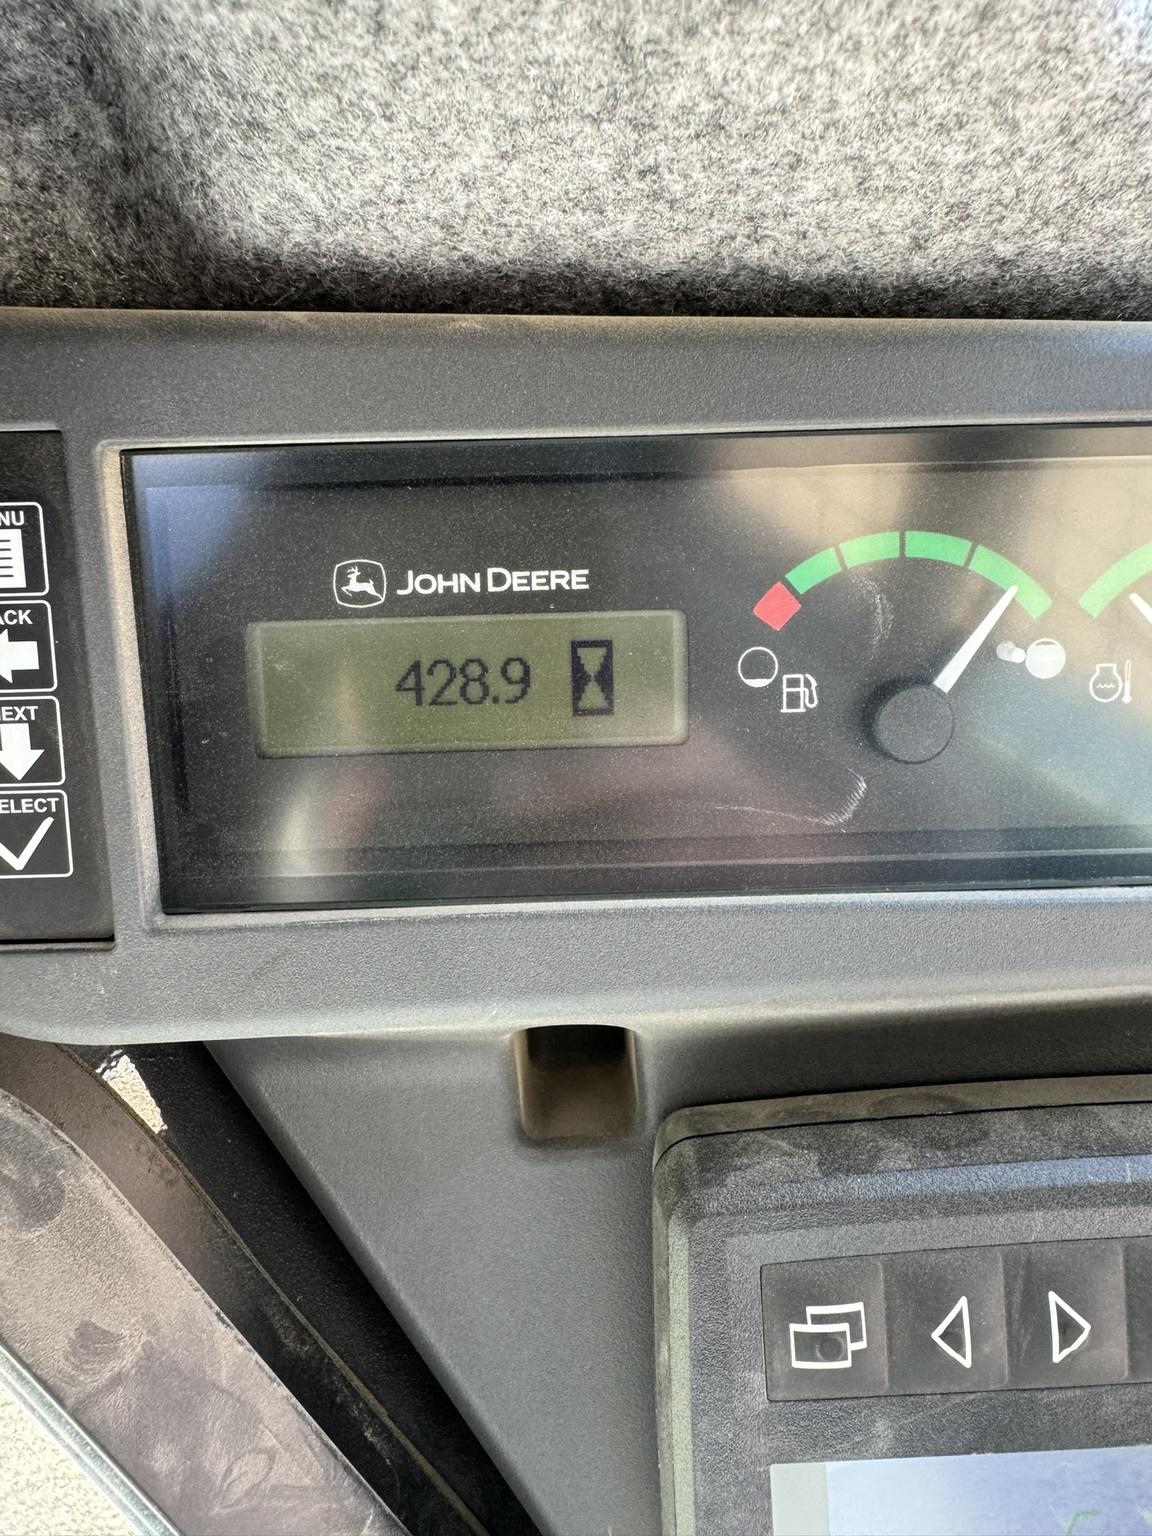 NU
ACK
EXT
ELECT
JOHN DEERE
428.9